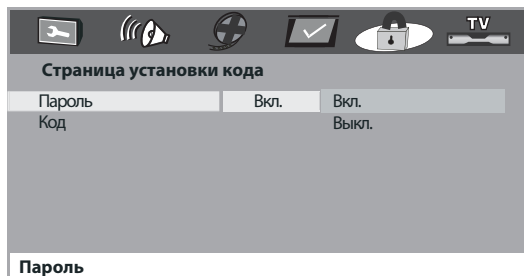 TV
Страница установки кода
Пароль Вкл. Вкл.
Код Выкл.
Пароль